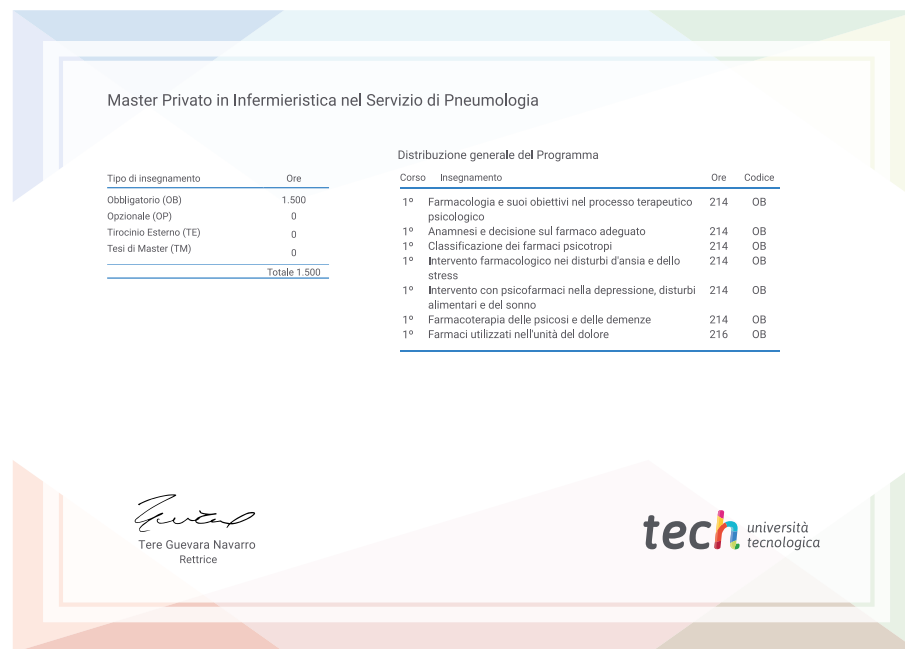 Master Privato in Infermieristica nel Servizio di Pneumologia
Tipo di insegnamento Ore
Obbligatorio (OB) 1.500
Opzionale (OP) 0
Tirocinio Esterno (TE) 0
Tesi di Master (TM) 0
Totale 1.500
Distribuzione generale del Programma
Corso Insegnamento Ore Codice
1º Farmacologia e suoi obiettivi nel processo terapeutico 214 OB
psicologico
1º Anamnesi e decisione sul farmaco adeguato 214 OB
1º Classificazione dei farmaci psicotropi 214 OB
1º Intervento farmacologico nei disturbi d'ansia e dello 214 OB
stress
1º Intervento con psicofarmaci nella depressione, disturbi 214 OB
alimentari e del sonno
1º Farmacoterapia delle psicosi e delle demenze 214 OB
1º Farmaci utilizzati nell'unità del dolore 216 OB
Tere Guevara Navarro
Rettrice
tech università
tecnologica